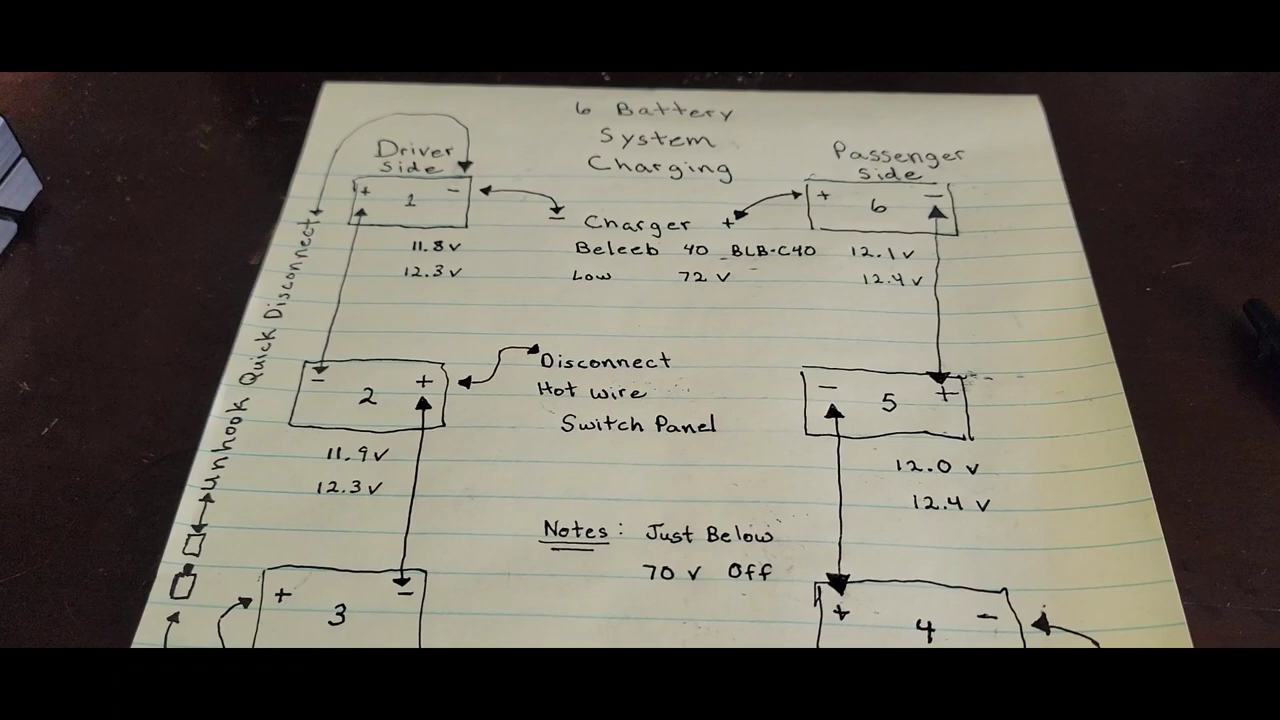 6 Battery
System
Charging
Driver
Side
Passenger
Side
+ 1 -
+ 6 -
-
Charger +
Beleeb 40 BLB-C40
Low 72 V
11.8 v
12.3 v
12.1 v
12.4 v
Unhook Quick Disconnect
- 2 +
Disconnect
Hot wire
Switch Panel
- 5 +
11.9 v
12.3 v
12.0 v
12.4 v
Notes: Just Below
70 v Off
+ 3 -
+ 4 -